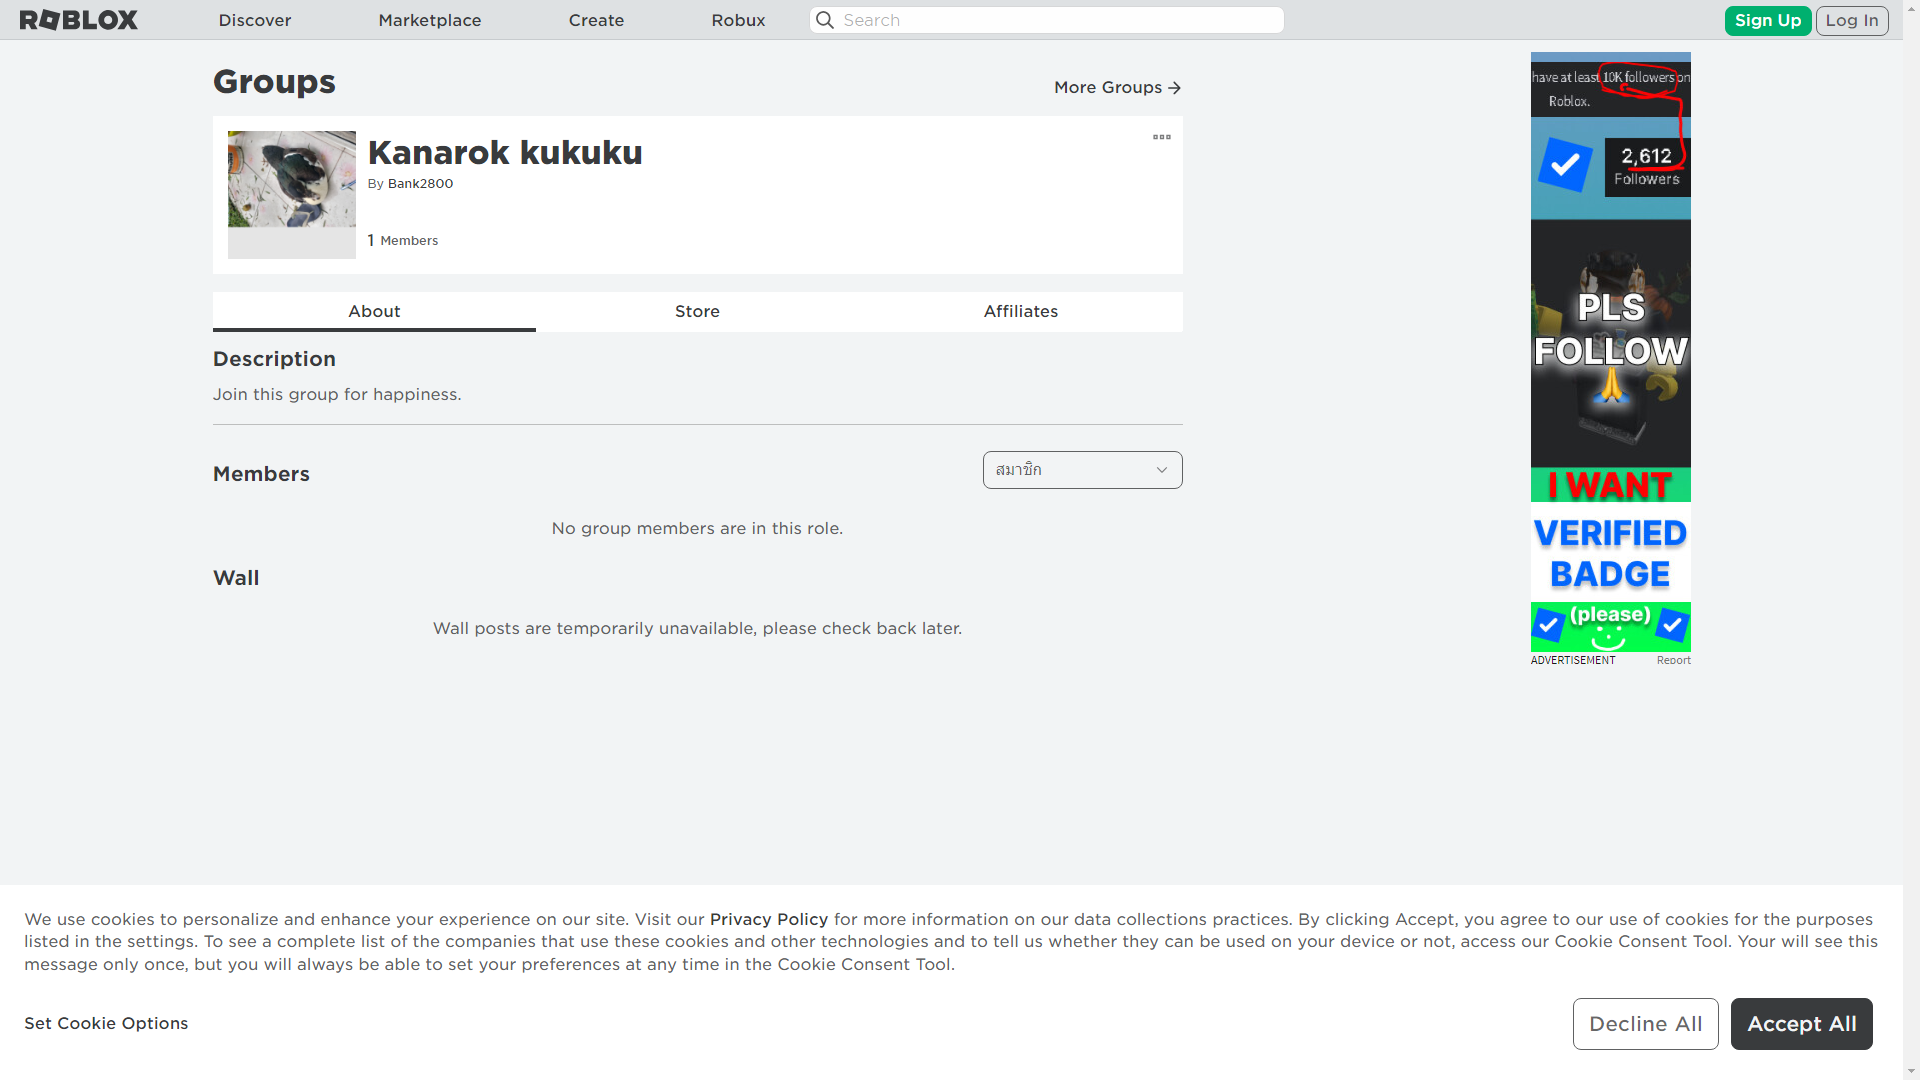 ROBLOX
Discover
Marketplace
Create
Robux
Search
Sign Up
Log In
Groups
More Groups
Kanarok kukuku
By Bank2800
1 Members
About
Store
Affiliates
Description
Join this group for happiness.
Members
สมาชิก
No group members are in this role.
Wall
Wall posts are temporarily unavailable, please check back later.
have at least 10K followers on
Roblox.
2,612
Followers
PLS
FOLLOW
I WANT
VERIFIED
BADGE
(please)
ADVERTISEMENT
Report
We use cookies to personalize and enhance your experience on our site. Visit our Privacy Policy for more information on our data collections practices. By clicking Accept, you agree to our use of cookies for the purposes
listed in the settings. To see a complete list of the companies that use these cookies and other technologies and to tell us whether they can be used on your device or not, access our Cookie Consent Tool. Your will see this
message only once, but you will always be able to set your preferences at any time in the Cookie Consent Tool.
Set Cookie Options
Decline All
Accept All